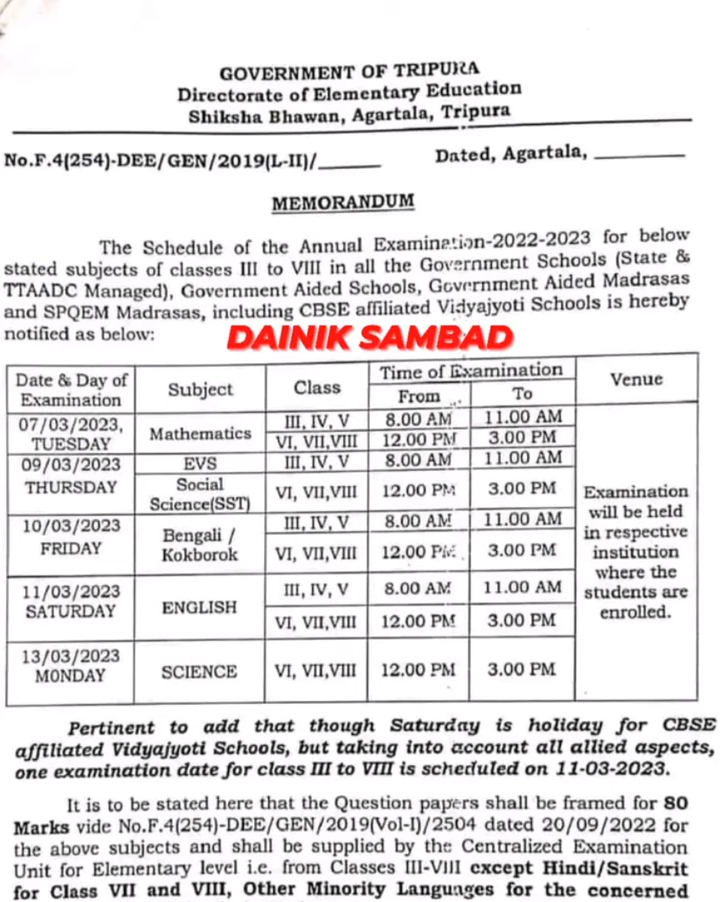 GOVERNMENT OF TRIPURA
Directorate of Elementary Education
Shiksha Bhawan, Agartala, Tripura
No.F.4(254)-DEE/GEN/2019(L-II)/______ Dated, Agartala, ________
MEMORANDUM
The Schedule of the Annual Examination-2022-2023 for below
stated subjects of classes III to VIII in all the Government Schools (State &
TTAADC Managed), Government Aided Schools, Government Aided Madrasas
and SPQEM Madrasas, including CBSE affiliated Vidyajyoti Schools is hereby
notified as below:
DAINIK SAMBAD
Date & Day of Examination Subject Class Time of Examination Venue
From To
07/03/2023, TUESDAY Mathematics III, IV, V 8.00 AM 11.00 AM
VI, VII,VIII 12.00 PM 3.00 PM
09/03/2023 THURSDAY EVS III, IV, V 8.00 AM 11.00 AM
Social Science(SST) VI, VII,VIII 12.00 PM 3.00 PM
10/03/2023 FRIDAY Bengali / Kokborok III, IV, V 8.00 AM 11.00 AM
VI, VII,VIII 12.00 PM 3.00 PM
11/03/2023 SATURDAY ENGLISH III, IV, V 8.00 AM 11.00 AM
VI, VII,VIII 12.00 PM 3.00 PM
13/03/2023 MONDAY SCIENCE VI, VII,VIII 12.00 PM 3.00 PM
Examination
will be held
in respective
institution
where the
students are
enrolled.
Pertinent to add that though Saturday is holiday for CBSE
affiliated Vidyajyoti Schools, but taking into account all allied aspects,
one examination date for class III to VIII is scheduled on 11-03-2023.
It is to be stated here that the Question papers shall be framed for 80
Marks vide No.F.4(254)-DEE/GEN/2019(Vol-I)/2504 dated 20/09/2022 for
the above subjects and shall be supplied by the Centralized Examination
Unit for Elementary level i.e. from Classes III-VIII except Hindi/Sanskrit
for Class VII and VIII, Other Minority Languages for the concerned